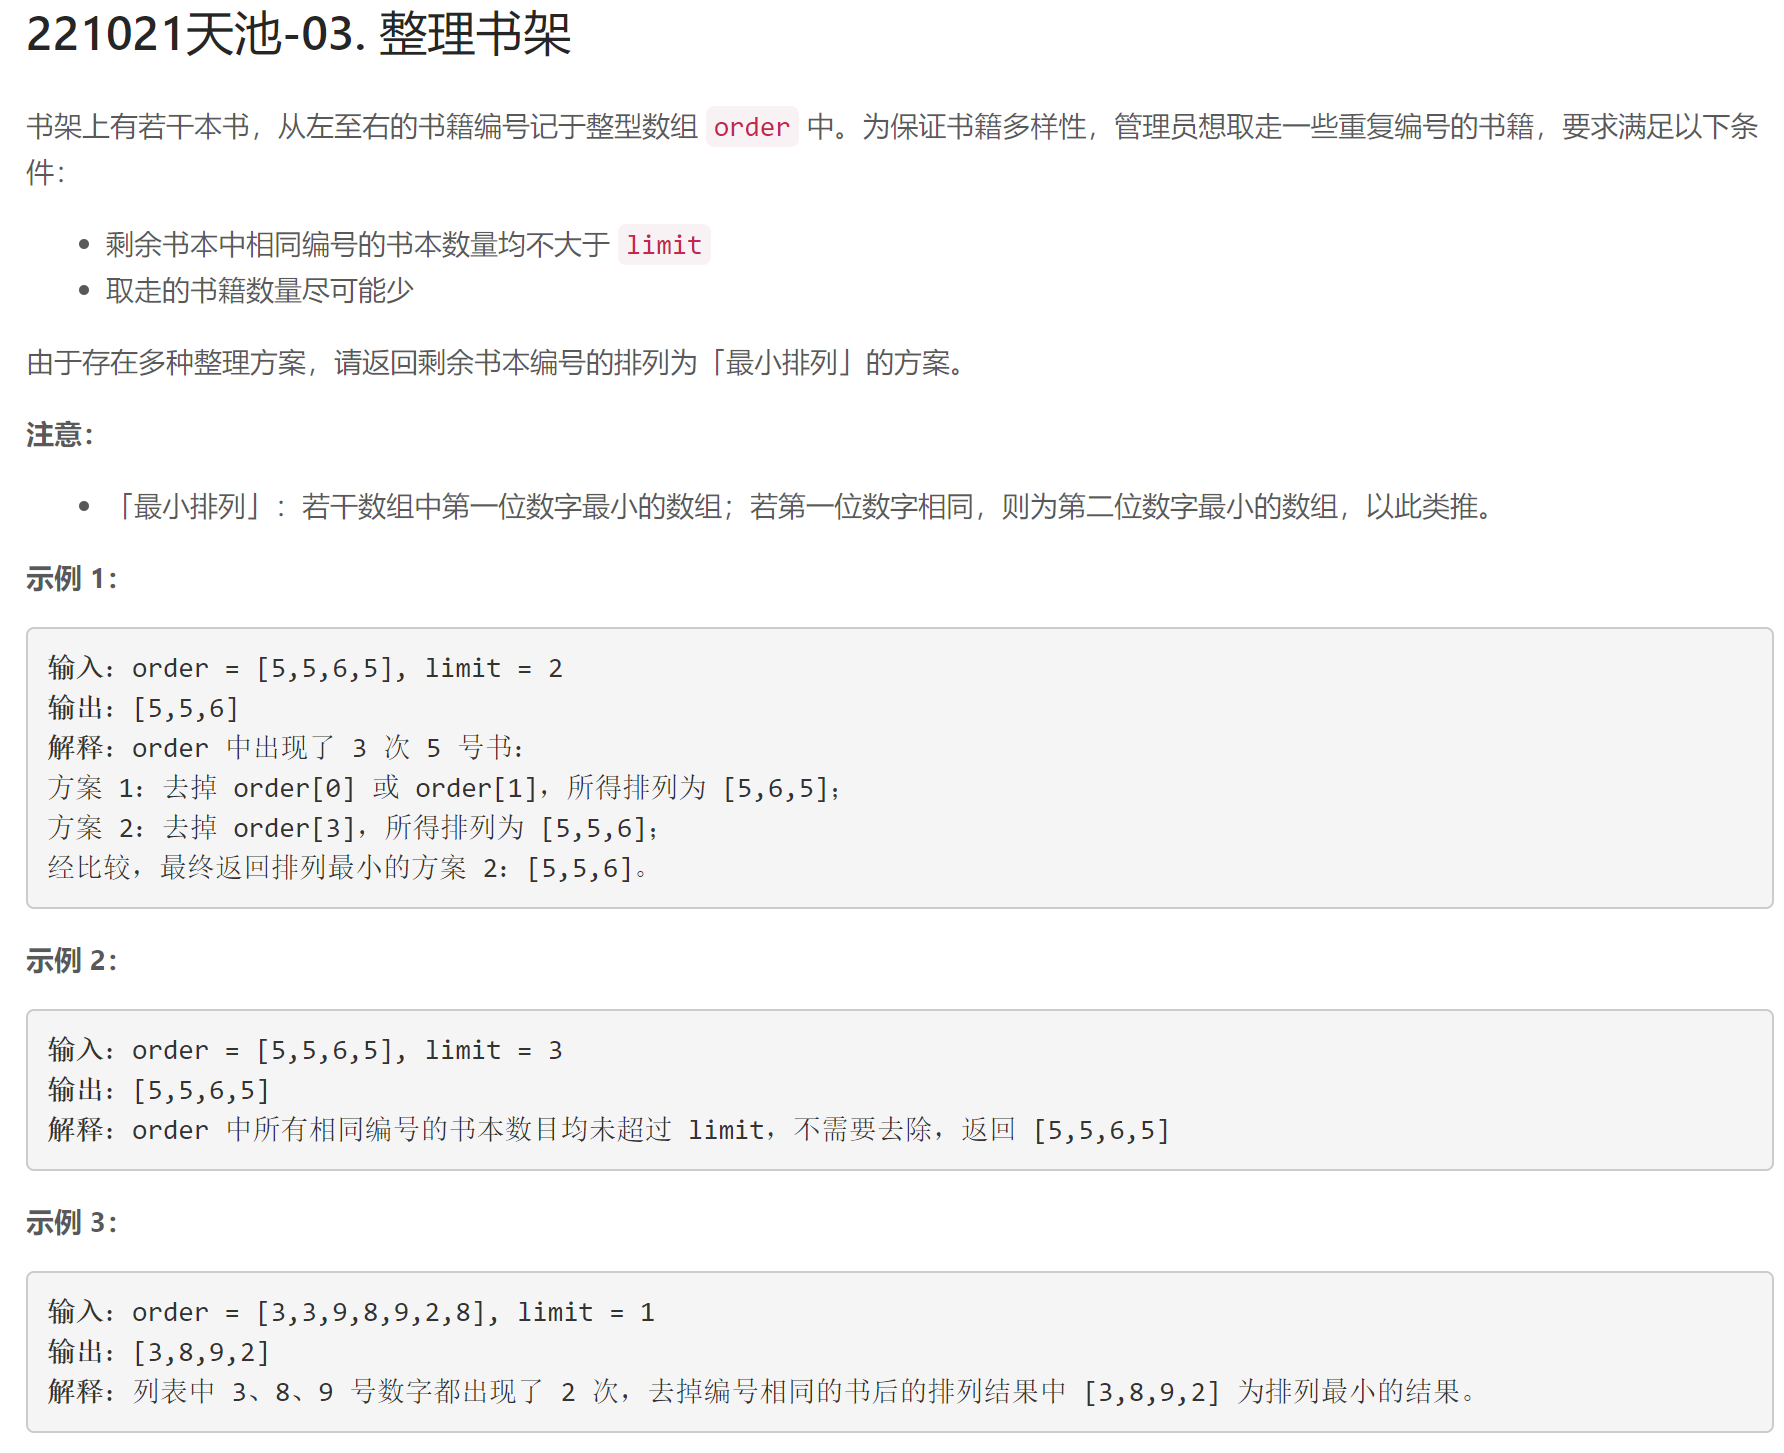 221021天池-03. 整理书架
书架上有若干本书，从左至右的书籍编号记于整型数组 order 中。为保证书籍多样性，管理员想取走一些重复编号的书籍，要求满足以下条
件：
• 剩余书本中相同编号的书本数量均不大于 limit
• 取走的书籍数量尽可能少
由于存在多种整理方案，请返回剩余书本编号的排列为「最小排列」的方案。
注意：
• 「最小排列」：若干数组中第一位数字最小的数组；若第一位数字相同，则为第二位数字最小的数组，以此类推。
示例 1：
输入：order = [5,5,6,5], limit = 2
输出：[5,5,6]
解释：order 中出现了 3 次 5 号书：
方案 1：去掉 order[0] 或 order[1]，所得排列为 [5,6,5]；
方案 2：去掉 order[3]，所得排列为 [5,5,6]；
经比较，最终返回排列最小的方案 2：[5,5,6]。
示例 2：
输入：order = [5,5,6,5], limit = 3
输出：[5,5,6,5]
解释：order 中所有相同编号的书本数目均未超过 limit，不需要去除，返回 [5,5,6,5]
示例 3：
输入：order = [3,3,9,8,9,2,8], limit = 1
输出：[3,8,9,2]
解释：列表中 3、8、9 号数字都出现了 2 次，去掉编号相同的书后的排列结果中 [3,8,9,2] 为排列最小的结果。